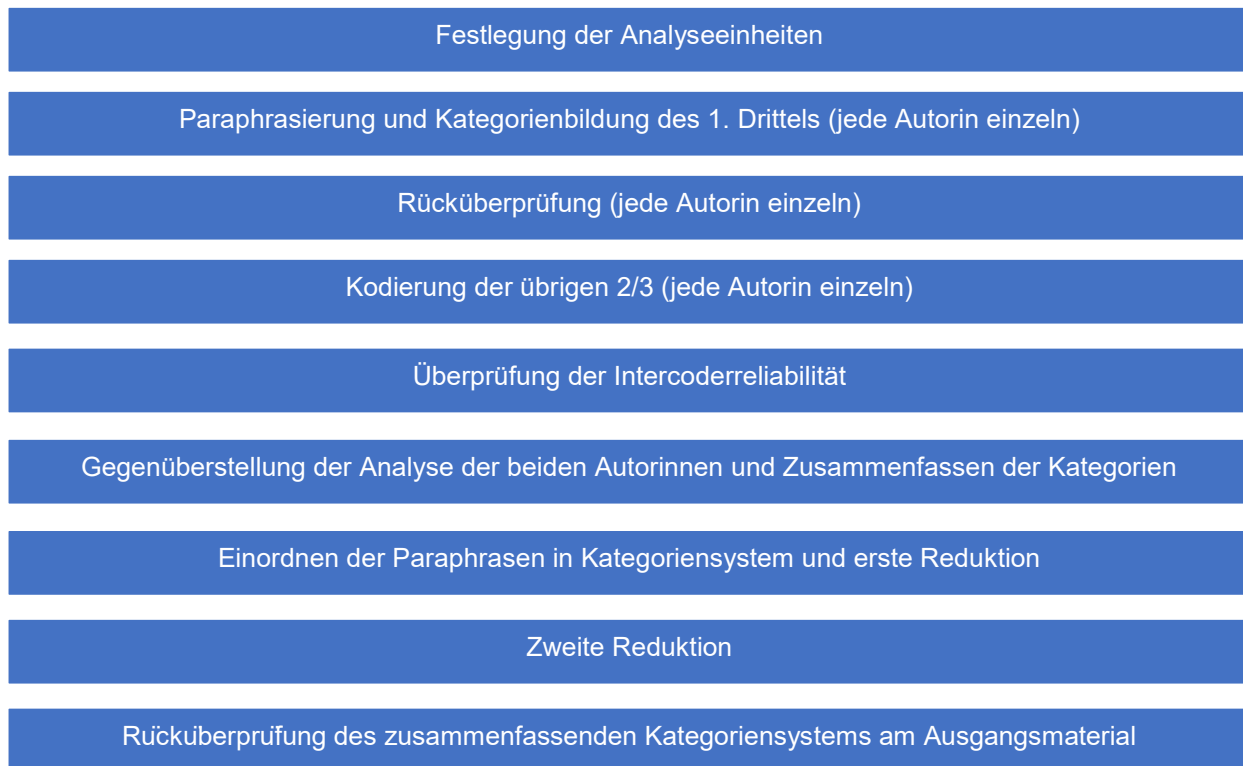 Festlegung der Analyseeinheiten
Paraphrasierung und Kategorienbildung des 1. Drittels (jede Autorin einzeln)
Rücküberprüfung (jede Autorin einzeln)
Kodierung der übrigen 2/3 (jede Autorin einzeln)
Überprüfung der Intercoderreliabilität
Gegenüberstellung der Analyse der beiden Autorinnen und Zusammenfassen der Kategorien
Einordnen der Paraphrasen in Kategoriensystem und erste Reduktion
Zweite Reduktion
Rücküberprüfung des zusammenfassenden Kategoriensystems am Ausgangsmaterial